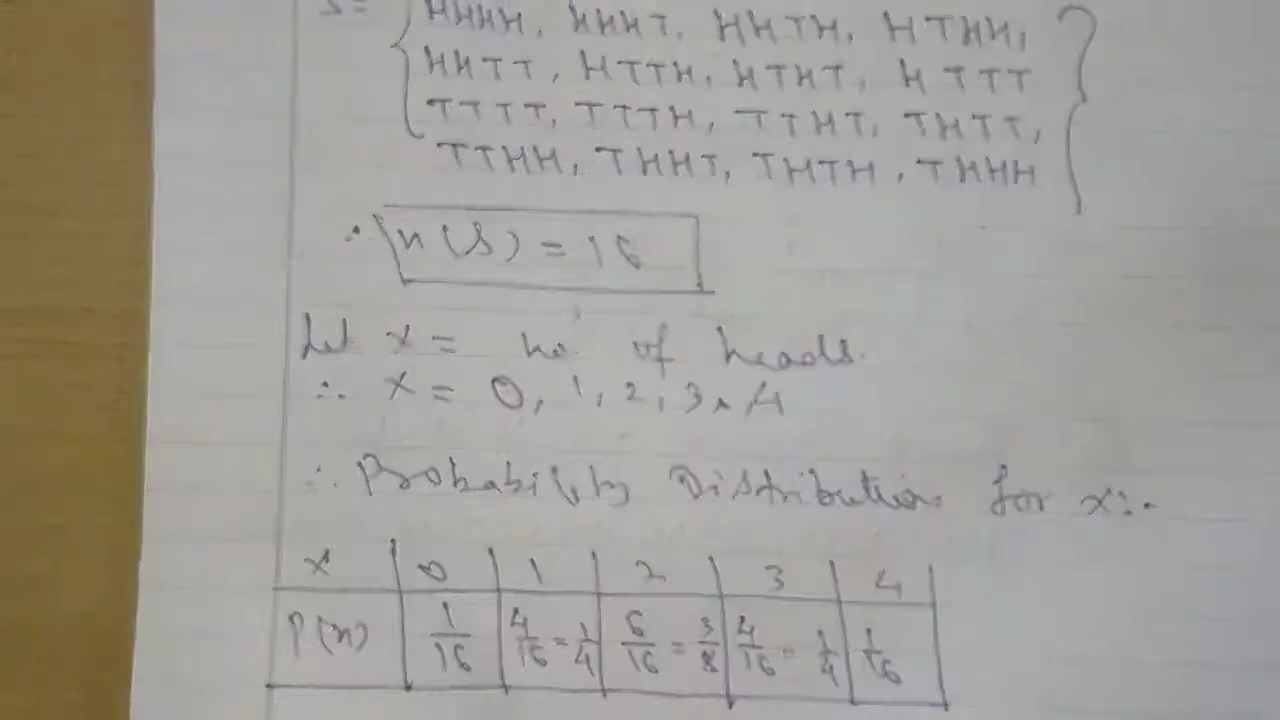 S = { HHHH, HHHT, HHTH, HTHH,
HHTT, HTTH, HTHT, HTTT
TTTT, TTTH, TTHT, THTT,
TTHH, THHT, THTH, THHH }
∴ n(S) = 16
Let x = no of heads.
∴ x = 0, 1, 2, 3, 4
∴ Probability Distribution for x:-
x | 0 | 1 | 2 | 3 | 4
P(x) | 1/16 | 4/16 = 1/4 | 6/16 = 3/8 | 4/16 = 1/4 | 1/16